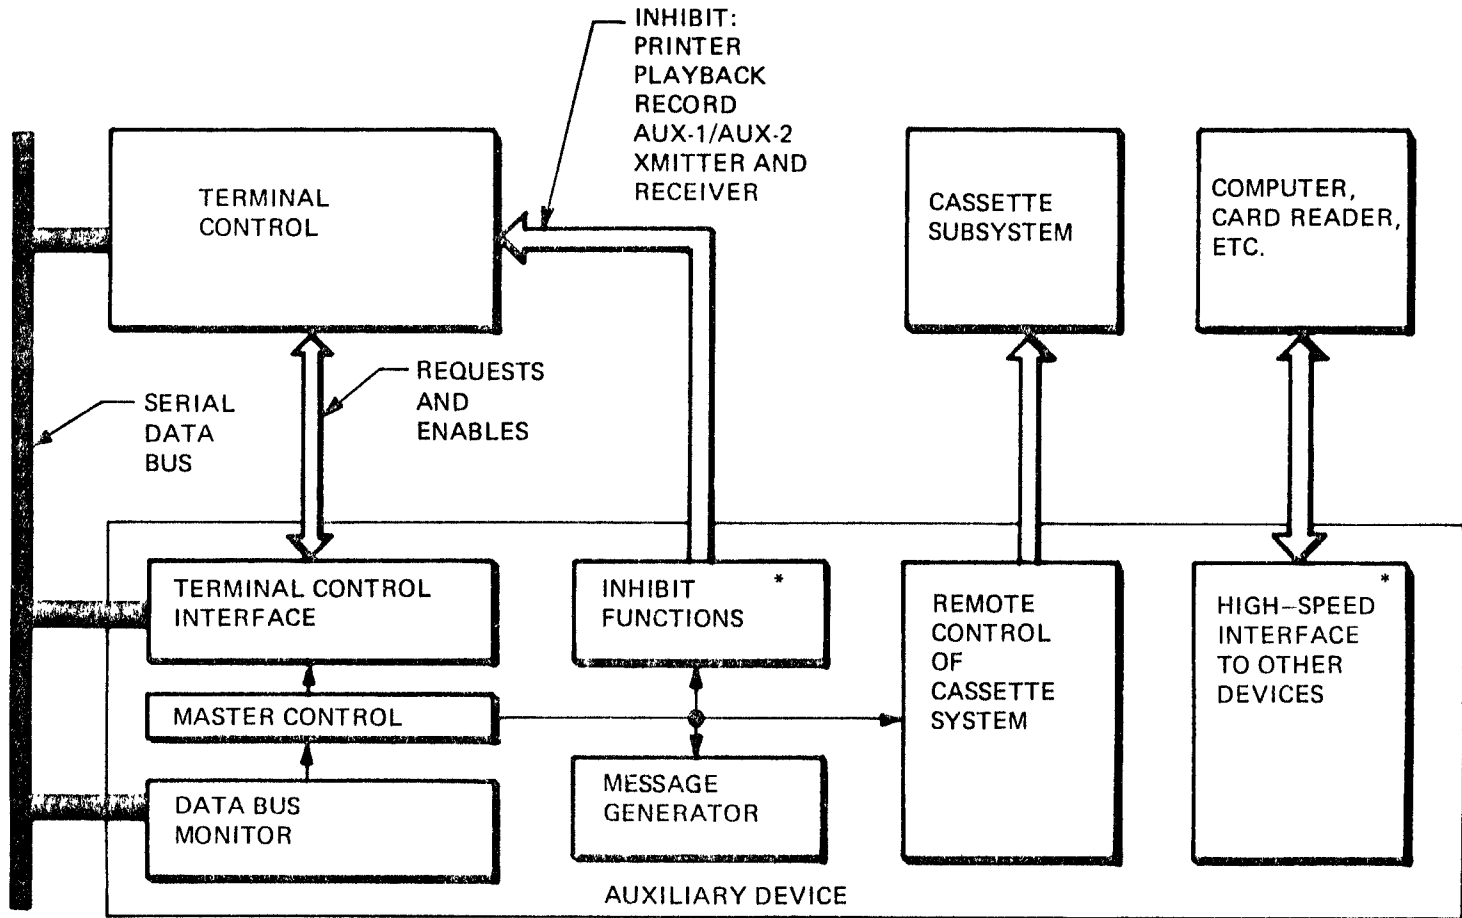 INHIBIT:
PRINTER
PLAYBACK
RECORD
AUX-1/AUX-2
XMITTER AND
RECEIVER
TERMINAL
CONTROL
CASSETTE
SUBSYSTEM
COMPUTER,
CARD READER,
ETC.
REQUESTS
AND
ENABLES
SERIAL
DATA
BUS
TERMINAL CONTROL
INTERFACE
INHIBIT *
FUNCTIONS
REMOTE
CONTROL
OF
CASSETTE
SYSTEM
*
HIGH–SPEED
INTERFACE
TO OTHER
DEVICES
MASTER CONTROL
MESSAGE
GENERATOR
DATA BUS
MONITOR
AUXILIARY DEVICE